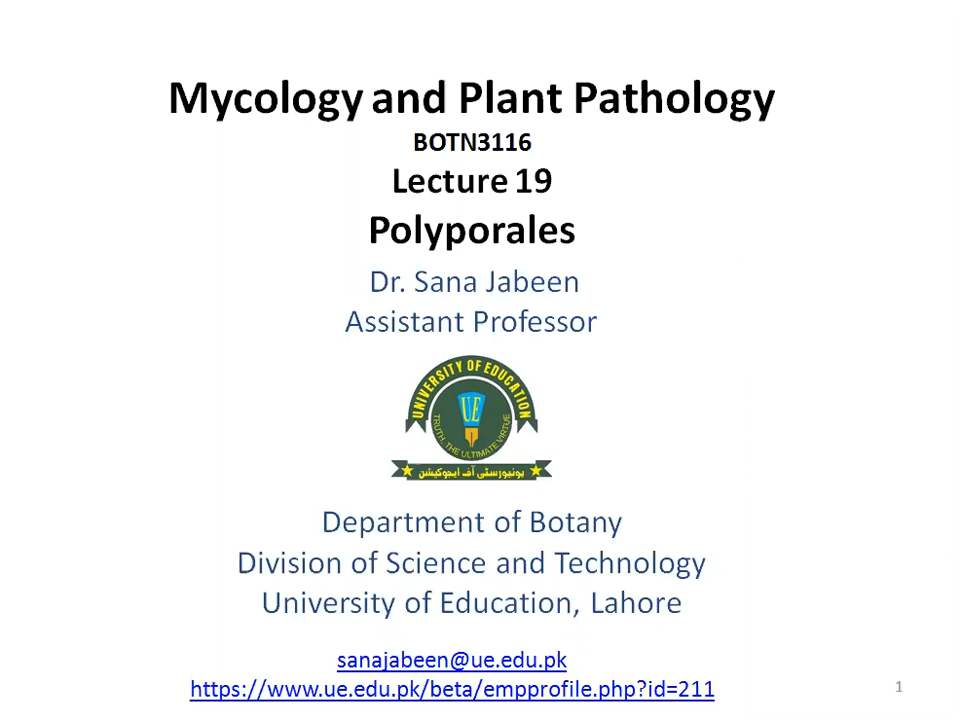 Mycology and Plant Pathology
BOTN3116
Lecture 19
Polyporales
Dr. Sana Jabeen
Assistant Professor
UNIVERSITY OF EDUCATION
UE
TRUTH, THE ULTIMATE VIRTUE
یونیورسٹی آف ایجوکیشن
Department of Botany
Division of Science and Technology
University of Education, Lahore
sanajabeen@ue.edu.pk
https://www.ue.edu.pk/beta/empprofile.php?id=211
1